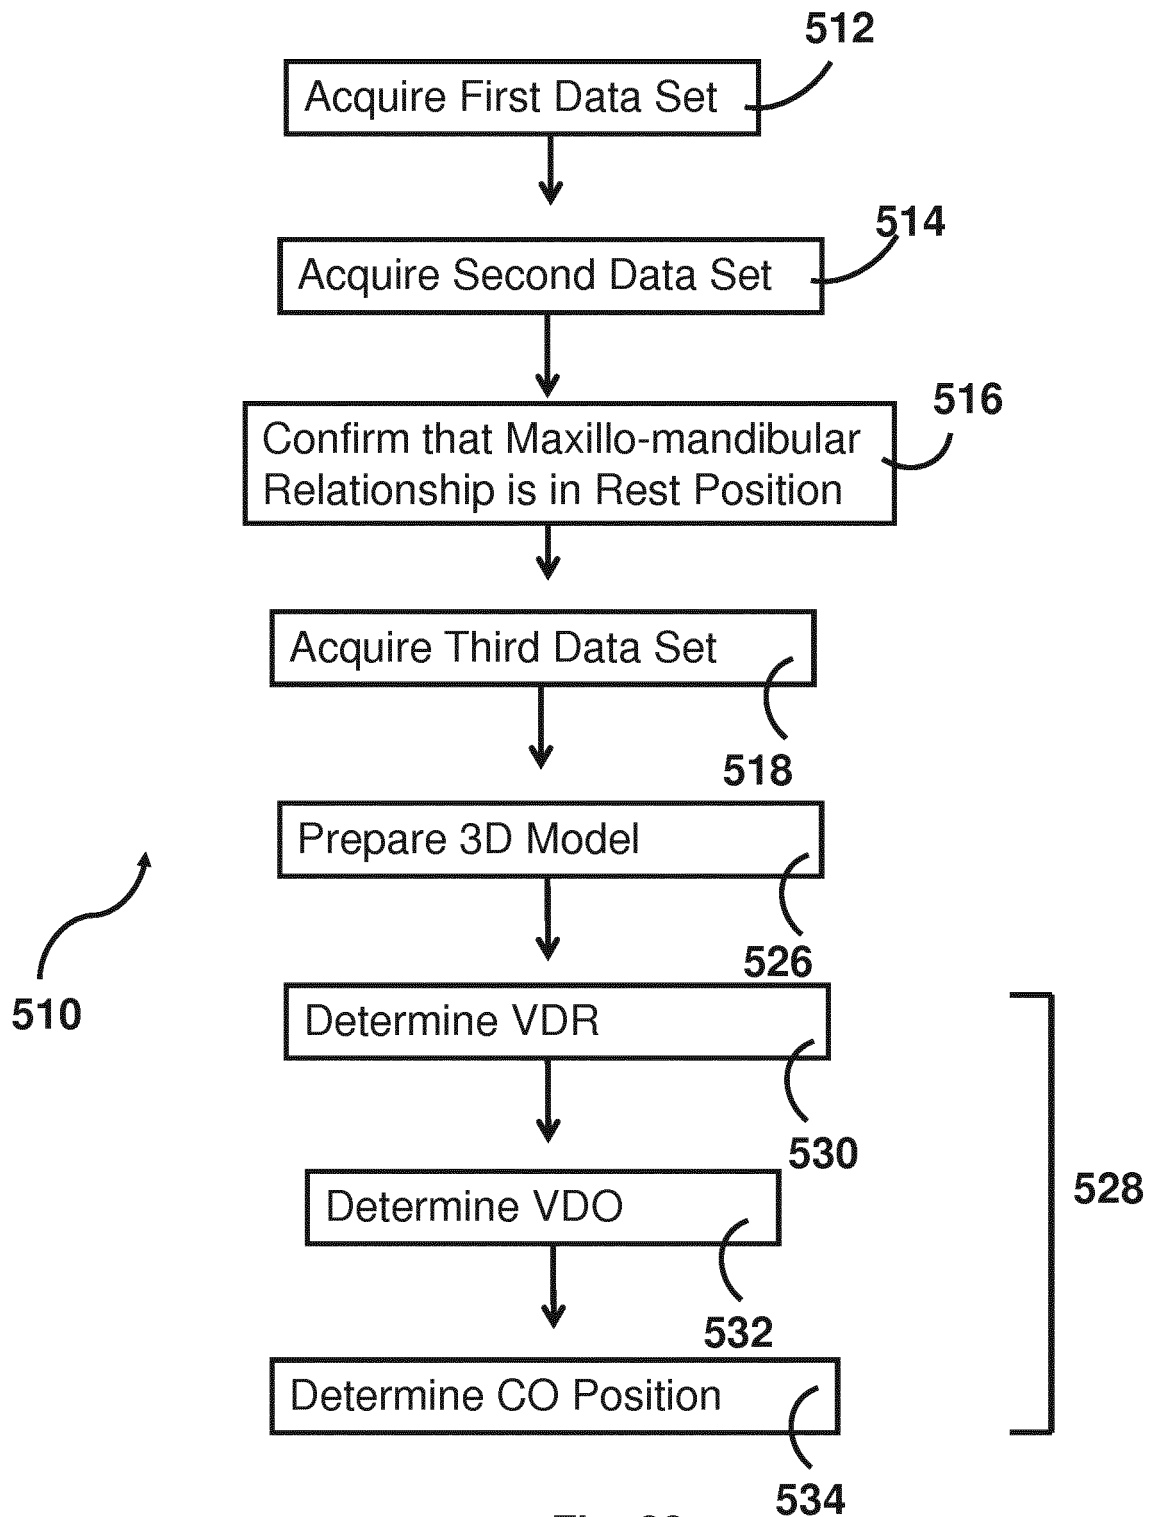 512
Acquire First Data Set
514
Acquire Second Data Set
516
Confirm that Maxillo-mandibular
Relationship is in Rest Position
Acquire Third Data Set
518
Prepare 3D Model
526
510
Determine VDR
530
528
Determine VDO
532
Determine CO Position
534